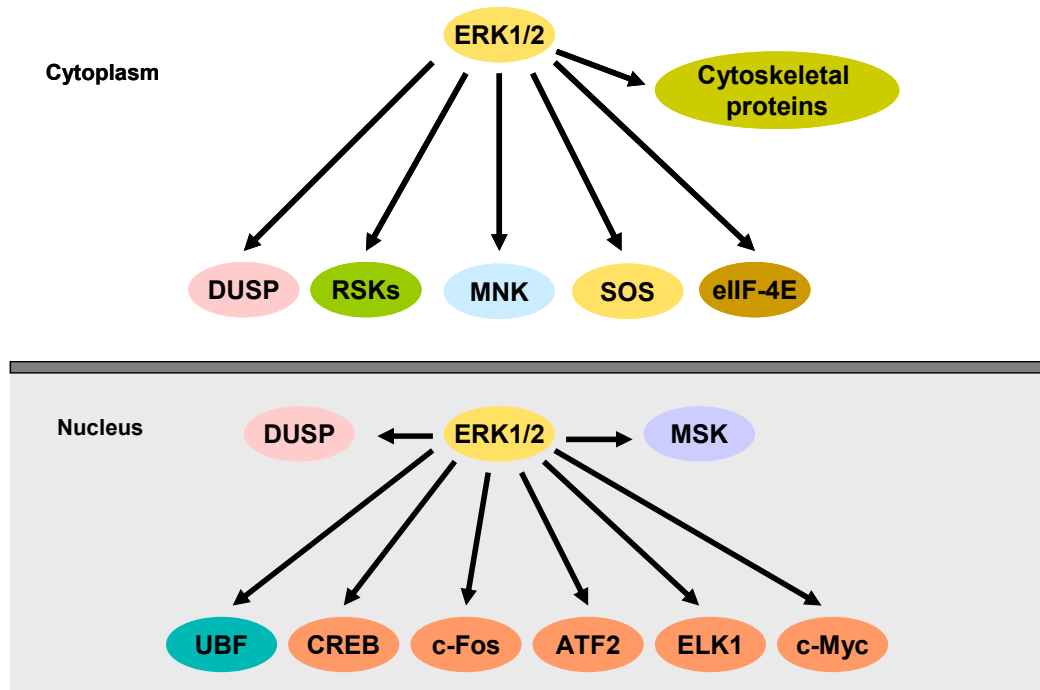 ERK1/2
Cytoplasm
Cytoskeletal
proteins
DUSP
RSKs
MNK
SOS
eIIF-4E
Nucleus
DUSP
ERK1/2
MSK
UBF
CREB
c-Fos
ATF2
ELK1
c-Myc